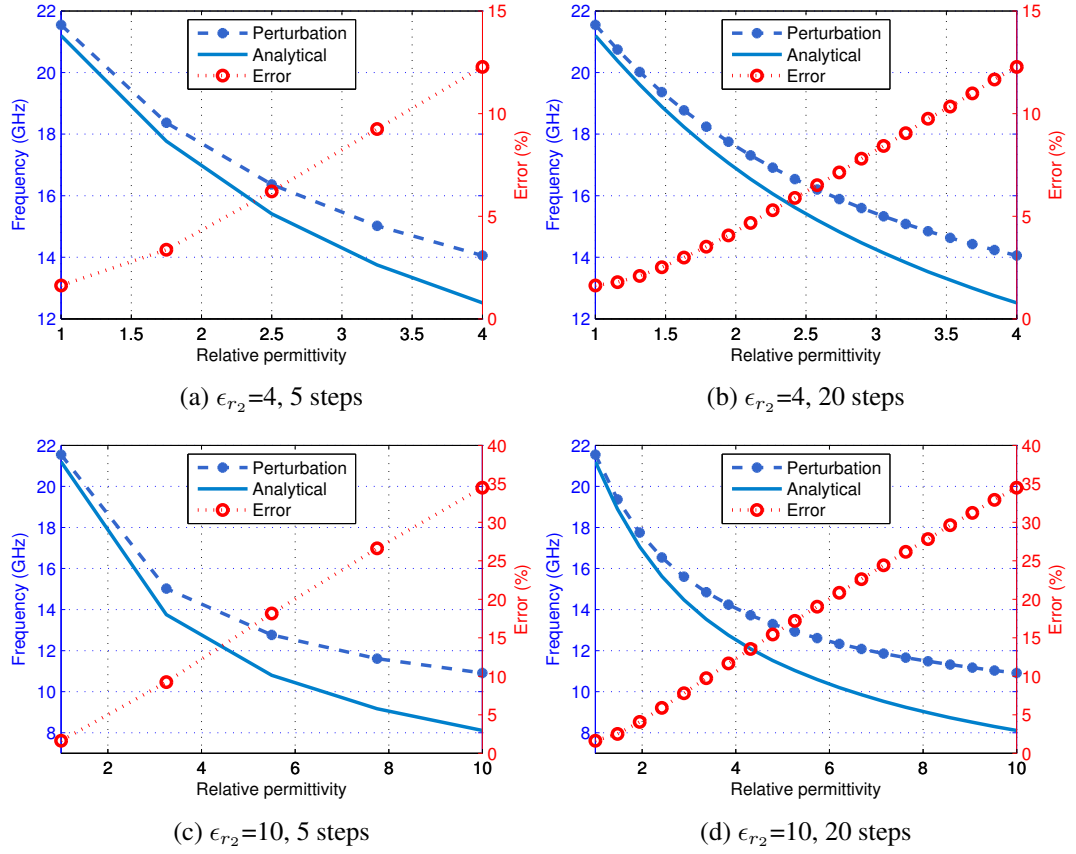 22
20
18
16
14
12
Frequency (GHz)
1
1.5
2
2.5
3
3.5
4
Relative permittivity
15
10
5
0
Error (%)
Perturbation
Analytical
Error
(a) ϵr₂=4, 5 steps
22
20
18
16
14
12
Frequency (GHz)
1
1.5
2
2.5
3
3.5
4
Relative permittivity
15
10
5
0
Error (%)
Perturbation
Analytical
Error
(b) ϵr₂=4, 20 steps
22
20
18
16
14
12
10
8
Frequency (GHz)
2
4
6
8
10
Relative permittivity
40
35
30
25
20
15
10
5
0
Error (%)
Perturbation
Analytical
Error
(c) ϵr₂=10, 5 steps
22
20
18
16
14
12
10
8
Frequency (GHz)
2
4
6
8
10
Relative permittivity
40
35
30
25
20
15
10
5
0
Error (%)
Perturbation
Analytical
Error
(d) ϵr₂=10, 20 steps